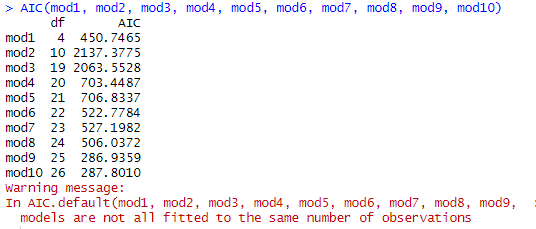 > AIC(mod1, mod2, mod3, mod4, mod5, mod6, mod7, mod8, mod9, mod10)
df AIC
mod1 4 450.7465
mod2 10 2137.3775
mod3 19 2063.5528
mod4 20 703.4487
mod5 21 706.8337
mod6 22 522.7784
mod7 23 527.1982
mod8 24 506.0372
mod9 25 286.9359
mod10 26 287.8010
Warning message:
In AIC.default(mod1, mod2, mod3, mod4, mod5, mod6, mod7, mod8, mod9, :
models are not all fitted to the same number of observations